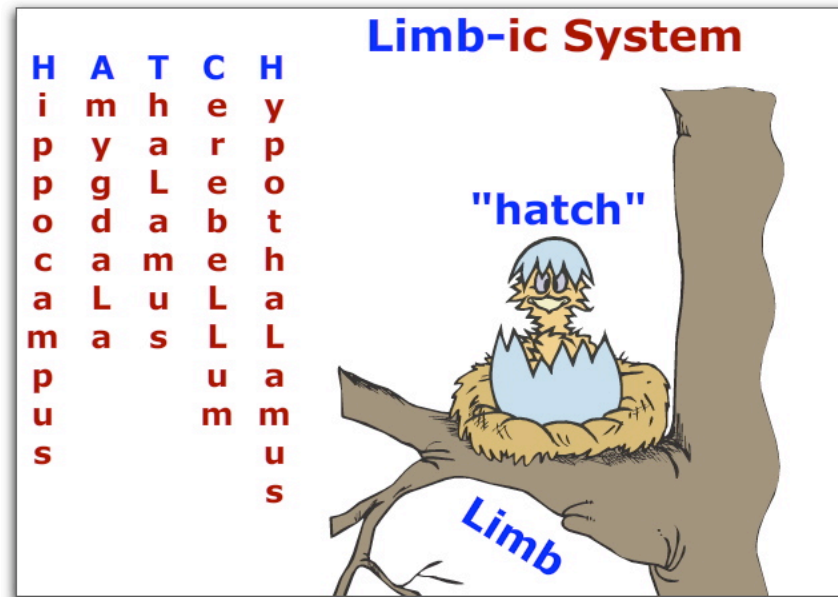 Limb-ic System
HippocampuS
AmygdaLa
ThaLamus
CerebeLLum
HypothaLamus
"hatch"
Limb